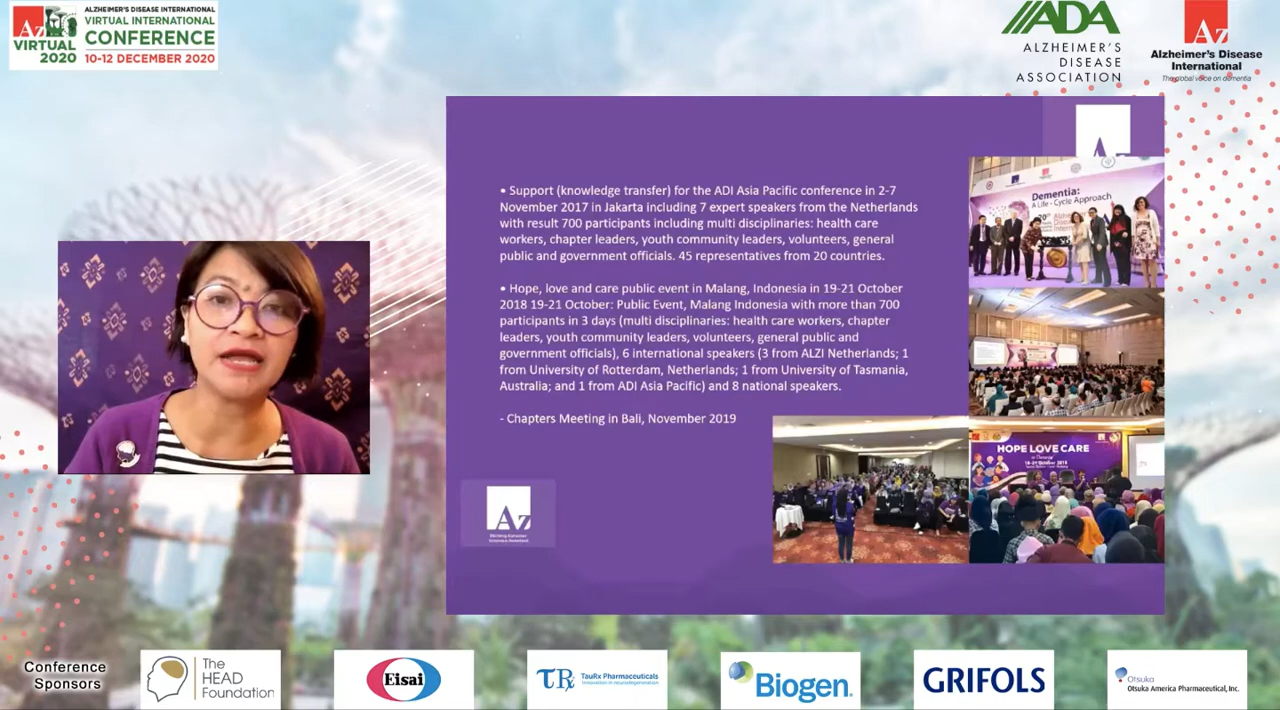 Az
VIRTUAL
2020
ALZHEIMER'S DISEASE INTERNATIONAL
VIRTUAL INTERNATIONAL
CONFERENCE
10-12 DECEMBER 2020
ADA
ALZHEIMER'S
DISEASE
ASSOCIATION
Az
Alzheimer's Disease
International
The global voice on dementia
Az
• Support (knowledge transfer) for the ADI Asia Pacific conference in 2-7
November 2017 in Jakarta including 7 expert speakers from the Netherlands
with result 700 participants including multi disciplinaries: health care
workers, chapter leaders, youth community leaders, volunteers, general
public and government officials. 45 representatives from 20 countries.
• Hope, love and care public event in Malang, Indonesia in 19-21 October
2018 19-21 October: Public Event, Malang Indonesia with more than 700
participants in 3 days (multi disciplinaries: health care workers, chapter
leaders, youth community leaders, volunteers, general public and
government officials), 6 international speakers (3 from ALZI Netherlands; 1
from University of Rotterdam, Netherlands; 1 from University of Tasmania,
Australia; and 1 from ADI Asia Pacific) and 8 national speakers.
- Chapters Meeting in Bali, November 2019
Dementia:
A Life - Cycle Approach
HOPE LOVE CARE
Az
Conference
Sponsors
The
HEAD
Foundation
Eisai
TauRx Pharmaceuticals
Biogen.
GRIFOLS
Otsuka
Otsuka America Pharmaceutical, Inc.